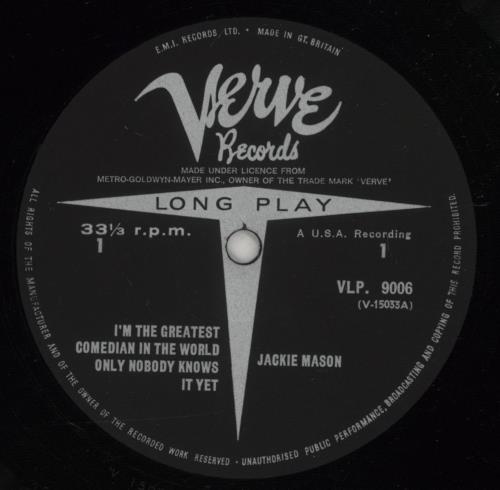 E.M.I. RECORDS, LTD. • MADE IN GT. BRITAIN
Verve
Records
MADE UNDER LICENCE FROM
METRO-GOLDWYN-MAYER INC., OWNER OF THE TRADE MARK 'VERVE'
LONG PLAY
33⅓ r.p.m.
1
A U.S.A. Recording
1
VLP. 9006
(V-15033A)
I'M THE GREATEST
COMEDIAN IN THE WORLD
ONLY NOBODY KNOWS
IT YET
JACKIE MASON
ALL RIGHTS OF THE MANUFACTURER AND OF THE OWNER OF THE RECORDED WORK RESERVED • UNAUTHORISED PUBLIC PERFORMANCE, BROADCASTING AND COPYING OF THIS RECORD PROHIBITED.